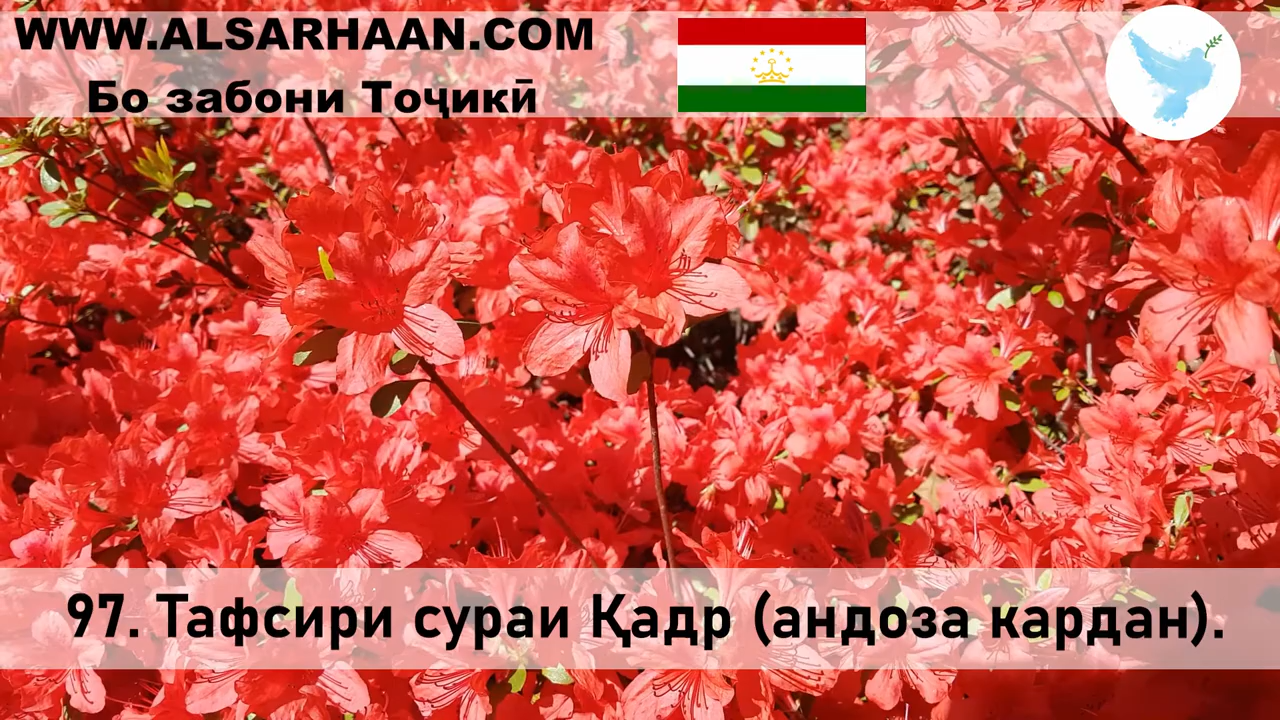 WWW.ALSARHAAN.COM
Бо забони Тоҷикӣ
97. Тафсири сураи Қадр (андоза кардан).